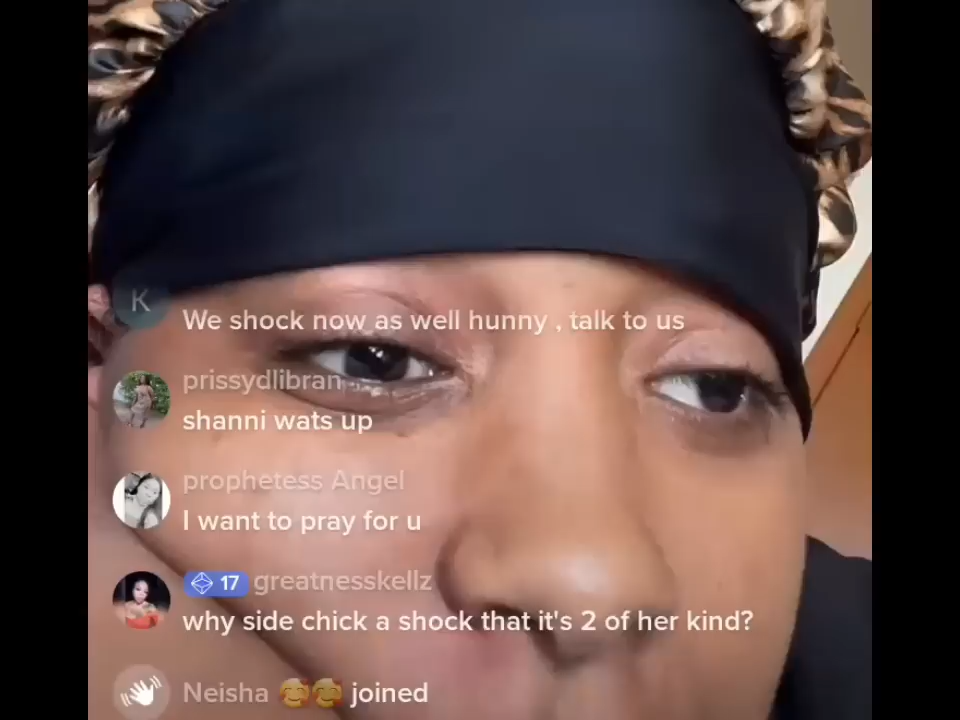 K
We shock now as well hunny , talk to us
prissydlibran
shanni wats up
prophetess Angel
I want to pray for u
17 greatnesskellz
why side chick a shock that it's 2 of her kind?
Neisha 🥰🥰 joined